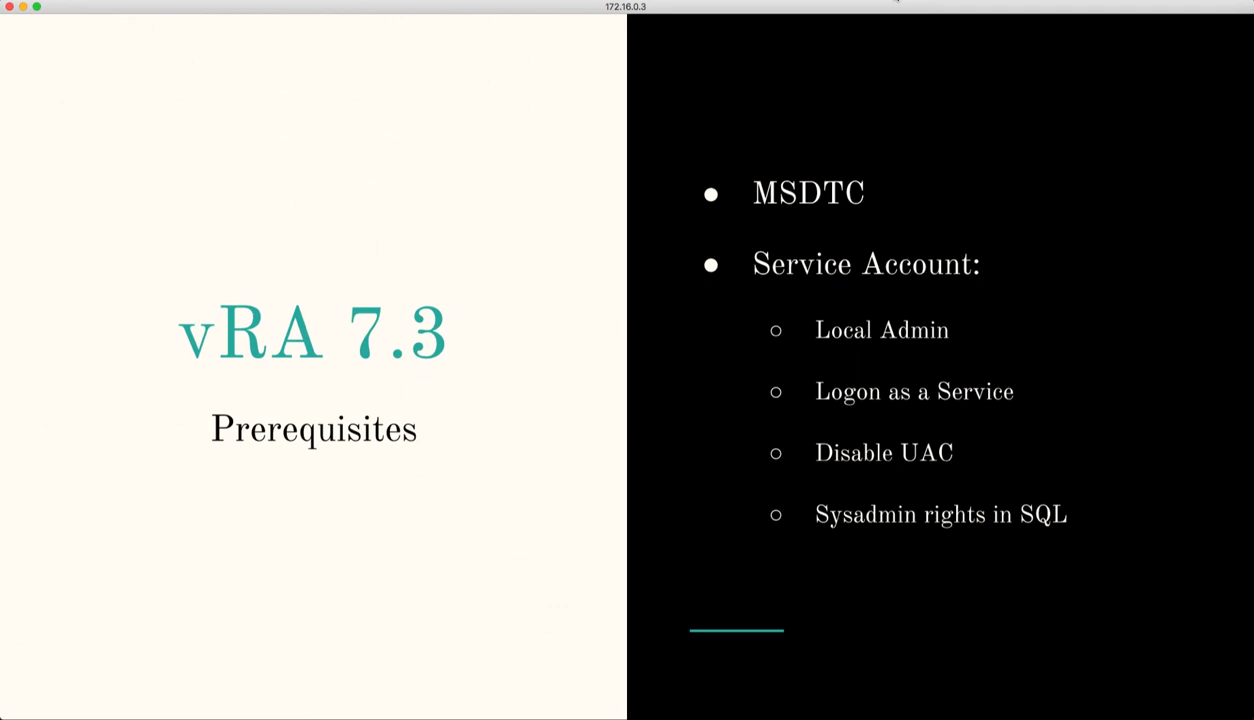 172.16.0.3
vRA 7.3
Prerequisites
● MSDTC
● Service Account:
○ Local Admin
○ Logon as a Service
○ Disable UAC
○ Sysadmin rights in SQL